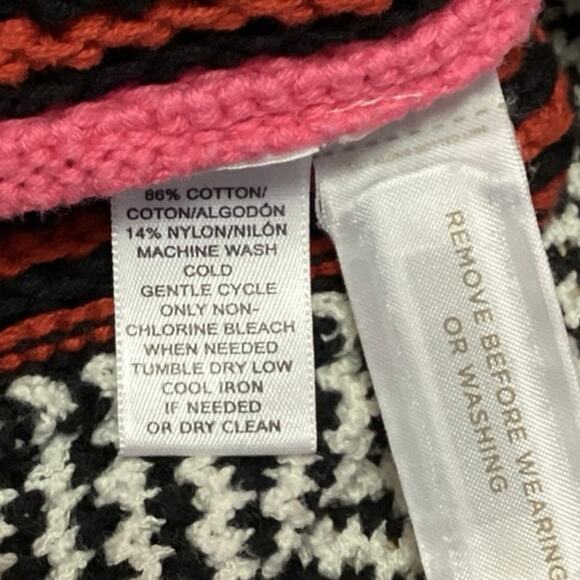 86% COTTON/
COTON/ALGODÓN
14% NYLON/NILÓN
MACHINE WASH
COLD
GENTLE CYCLE
ONLY NON-
CHLORINE BLEACH
WHEN NEEDED
TUMBLE DRY LOW
COOL IRON
IF NEEDED
OR DRY CLEAN
REMOVE BEFORE WEARING
OR WASHING